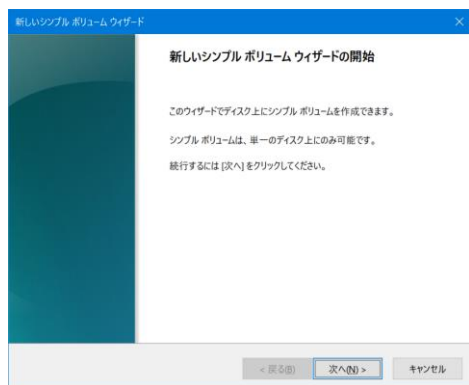 新しいシンプル ボリューム ウィザード
新しいシンプル ボリューム ウィザードの開始
このウィザードでディスク上にシンプル ボリュームを作成できます。
シンプル ボリュームは、単一のディスク上にのみ可能です。
続行するには [次へ] をクリックしてください。
< 戻る(B) 次へ(N) > キャンセル